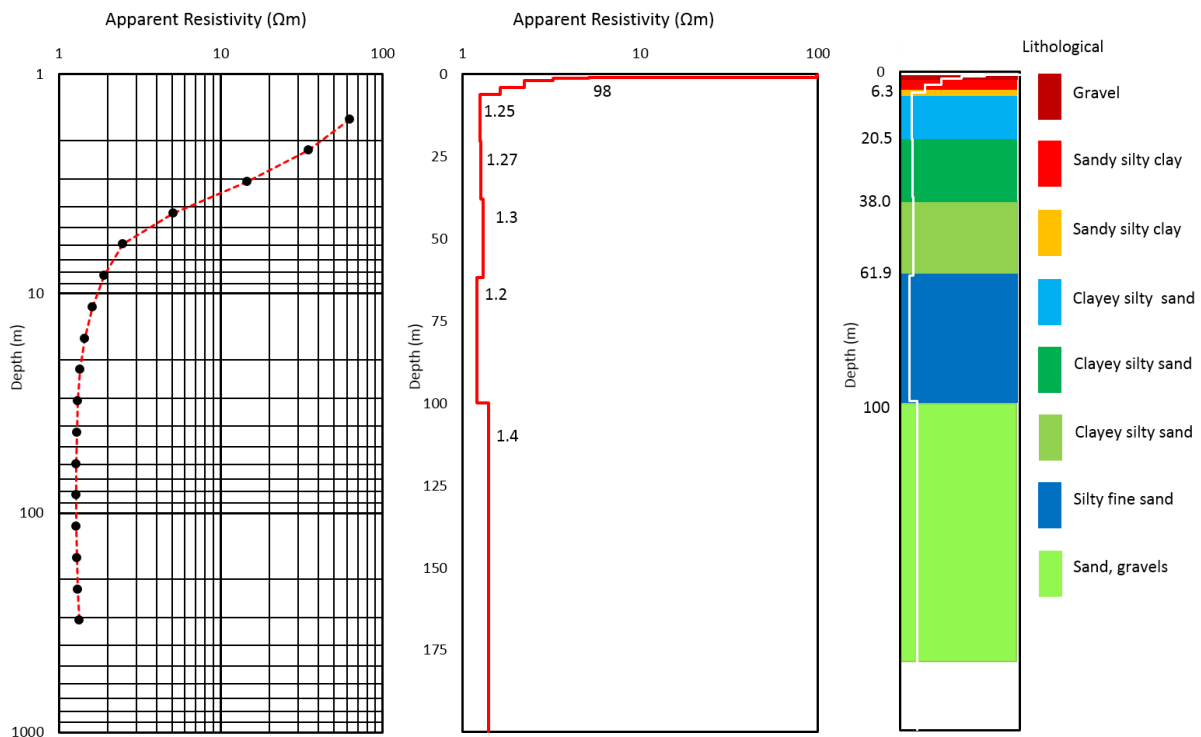 Apparent Resistivity (Ωm)
1 10 100
1
10
100
1000
Depth (m)
Apparent Resistivity (Ωm)
1 10 100
0
25
50
75
100
125
150
175
Depth (m)
98
1.25
1.27
1.3
1.2
1.4
0
6.3
20.5
38.0
61.9
100
Depth (m)
Lithological
Gravel
Sandy silty clay
Sandy silty clay
Clayey silty sand
Clayey silty sand
Clayey silty sand
Silty fine sand
Sand, gravels